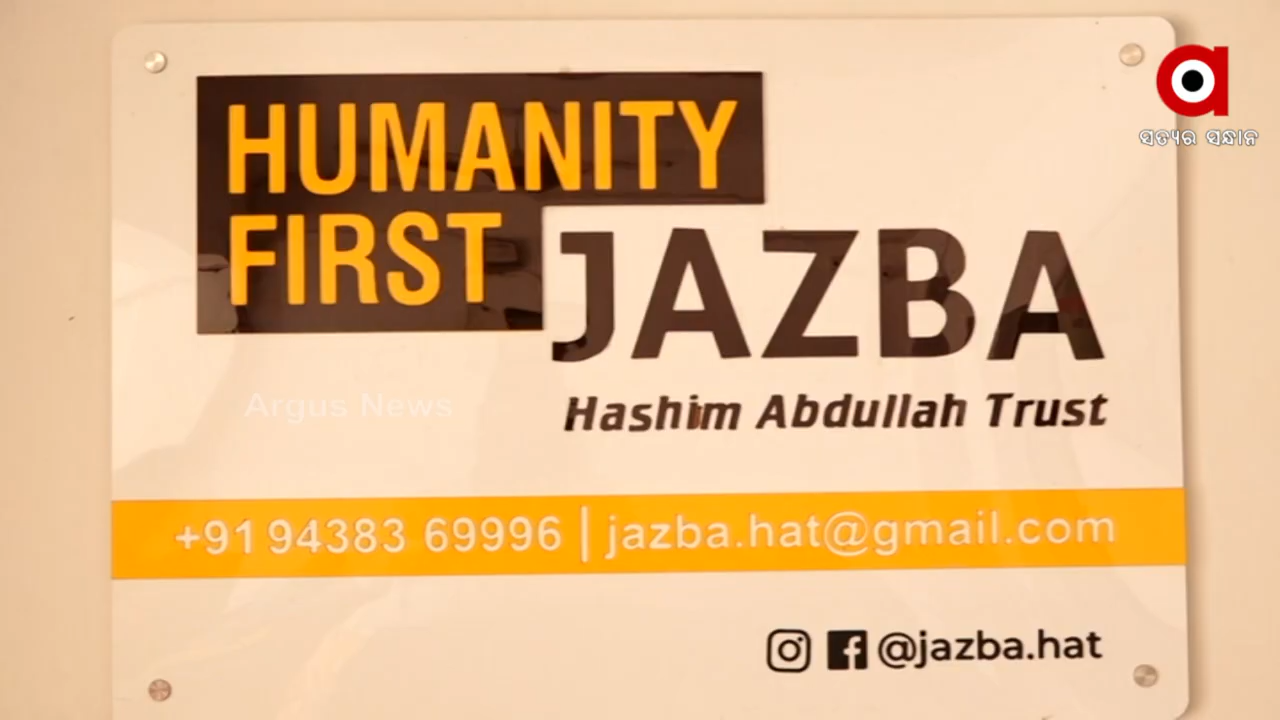 HUMANITY
FIRST
JAZBA
Hashim Abdullah Trust
+91 94383 69996 | jazba.hat@gmail.com
@jazba.hat
ସତ୍ୟର ସନ୍ଧାନ
Argus News